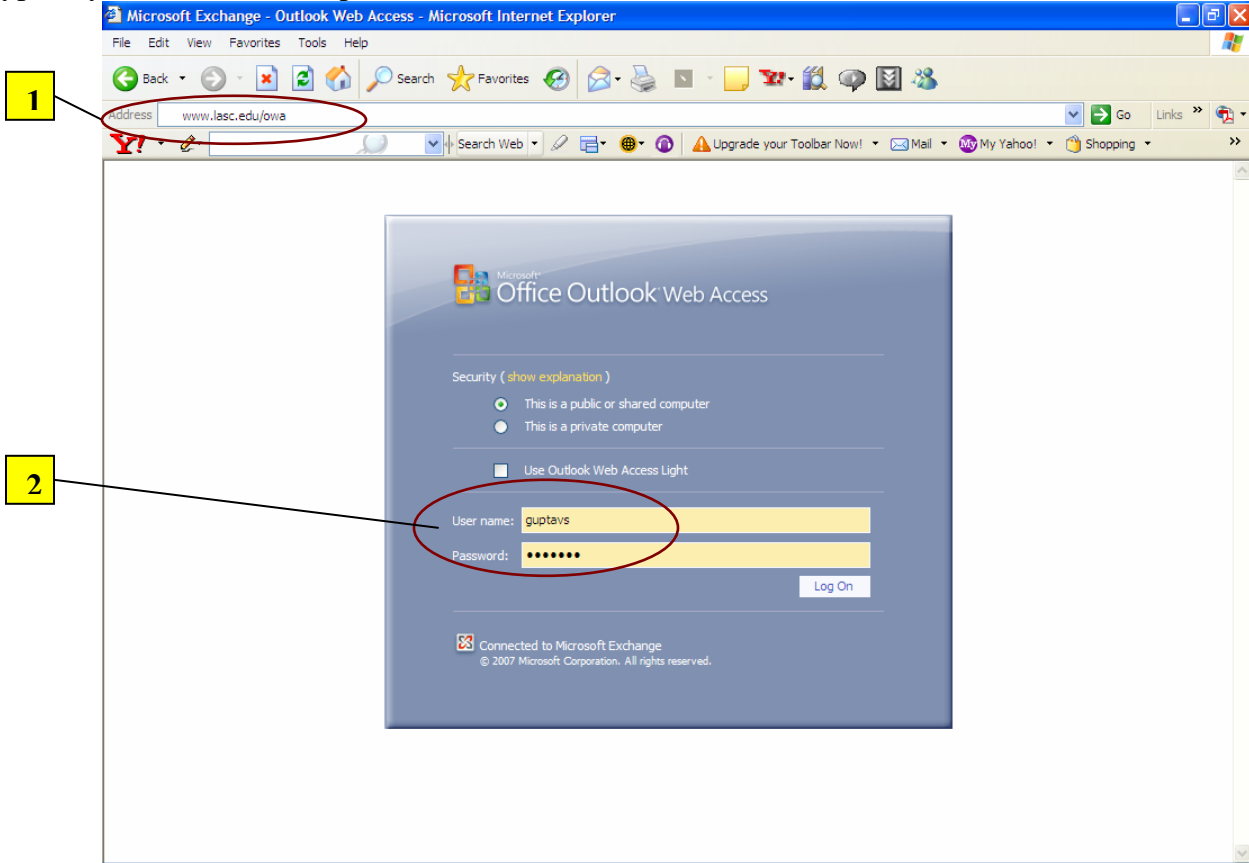 Microsoft Exchange - Outlook Web Access - Microsoft Internet Explorer
File Edit View Favorites Tools Help
Back Search Favorites
1
Address www.lasc.edu/owa Go Links »
Y! Search Web Upgrade your Toolbar Now! Mail My My Yahoo! Shopping »
Microsoft
Office Outlook Web Access
Security ( show explanation )
This is a public or shared computer
This is a private computer
Use Outlook Web Access Light
2
User name: guptavs
Password: •••••••
Log On
Connected to Microsoft Exchange
© 2007 Microsoft Corporation. All rights reserved.